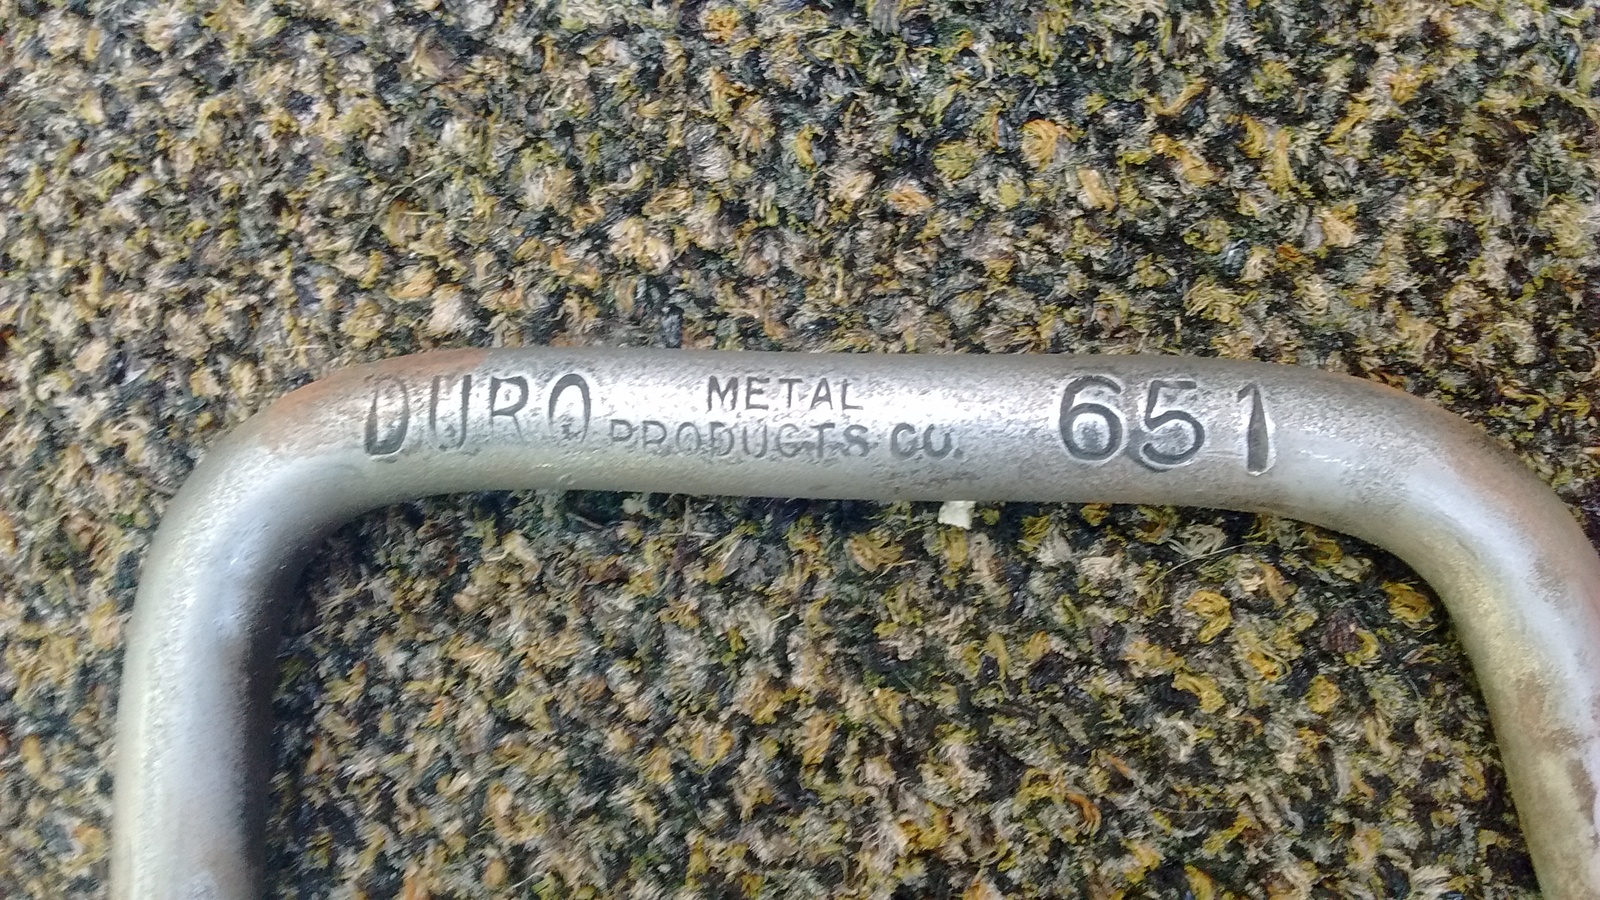 DURO METAL PRODUCTS CO. 651